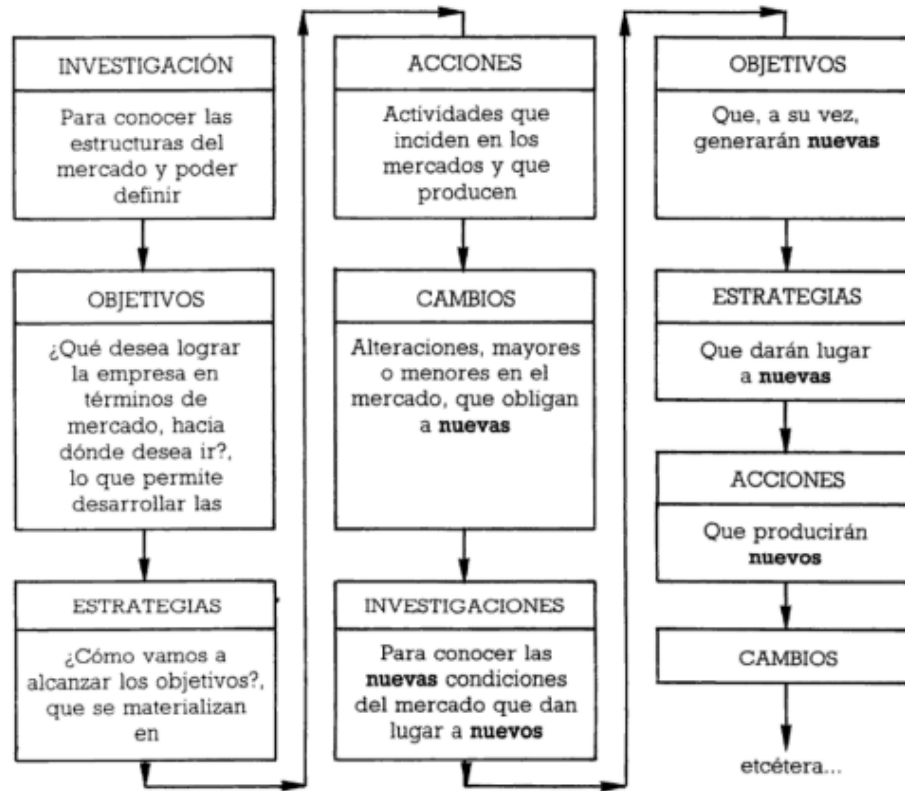 INVESTIGACIÓN
Para conocer las
estructuras del
mercado y poder
definir
OBJETIVOS
¿Qué desea lograr
la empresa en
términos de
mercado, hacia
dónde desea ir?,
lo que permite
desarrollar las
ESTRATEGIAS
¿Cómo vamos a
alcanzar los objetivos?,
que se materializan
en
ACCIONES
Actividades que
inciden en los
mercados y que
producen
CAMBIOS
Alteraciones, mayores
o menores en el
mercado, que obligan
a nuevas
INVESTIGACIONES
Para conocer las
nuevas condiciones
del mercado que dan
lugar a nuevos
OBJETIVOS
Que, a su vez,
generarán nuevas
ESTRATEGIAS
Que darán lugar
a nuevas
ACCIONES
Que producirán
nuevos
CAMBIOS
etcétera...